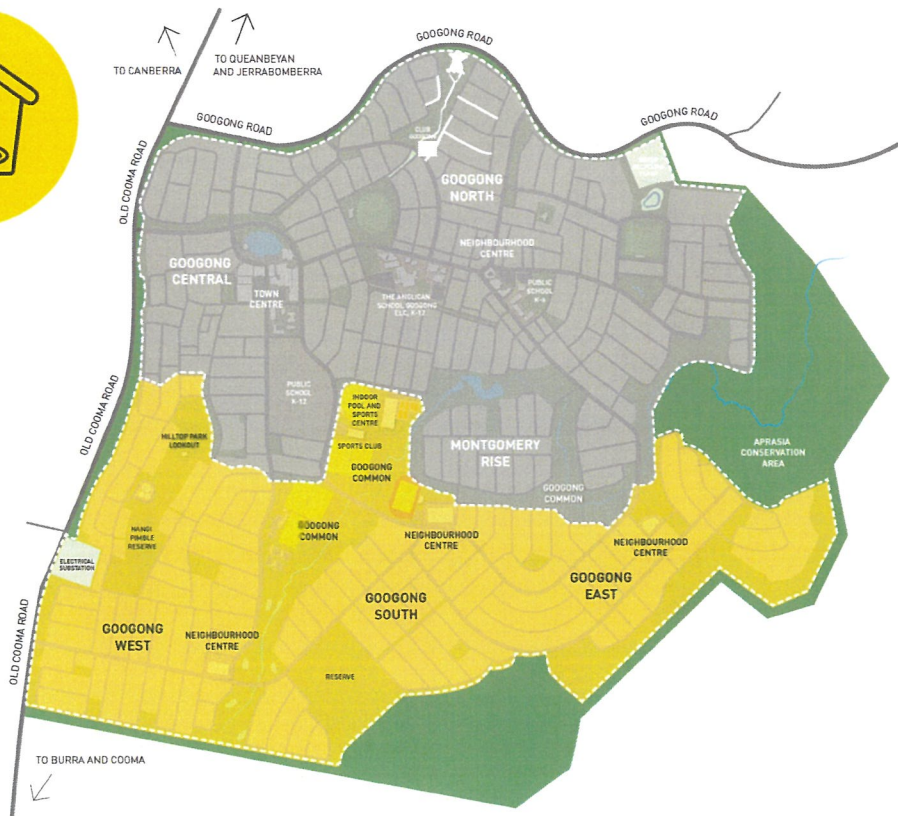 GOOGONG ROAD
TO CANBERRA
TO QUEANBEYAN
AND JERRABOMBERRA
GOOGONG ROAD
GOOGONG ROAD
OLD COOMA ROAD
CLUB
GOOGONG
GOOGONG
NORTH
NEIGHBOURHOOD
CENTRE
GOOGONG
CENTRAL
TOWN
CENTRE
THE ANGLICAN
SCHOOL GOOGONG
ELC, K-12
PUBLIC
SCHOOL
K-6
OLD COOMA ROAD
PUBLIC
SCHOOL
K-12
INDOOR
POOL AND
SPORTS
CENTRE
HILLTOP PARK
LOOKOUT
SPORTS CLUB
GOOGONG
COMMON
MONTGOMERY
RISE
APRASIA
CONSERVATION
AREA
GOOGONG
COMMON
NANGI
PIMBLE
RESERVE
GOOGONG
COMMON
NEIGHBOURHOOD
CENTRE
NEIGHBOURHOOD
CENTRE
ELECTRICAL
SUBSTATION
GOOGONG
EAST
GOOGONG
SOUTH
GOOGONG
WEST
NEIGHBOURHOOD
CENTRE
OLD COOMA ROAD
RESERVE
TO BURRA AND COOMA